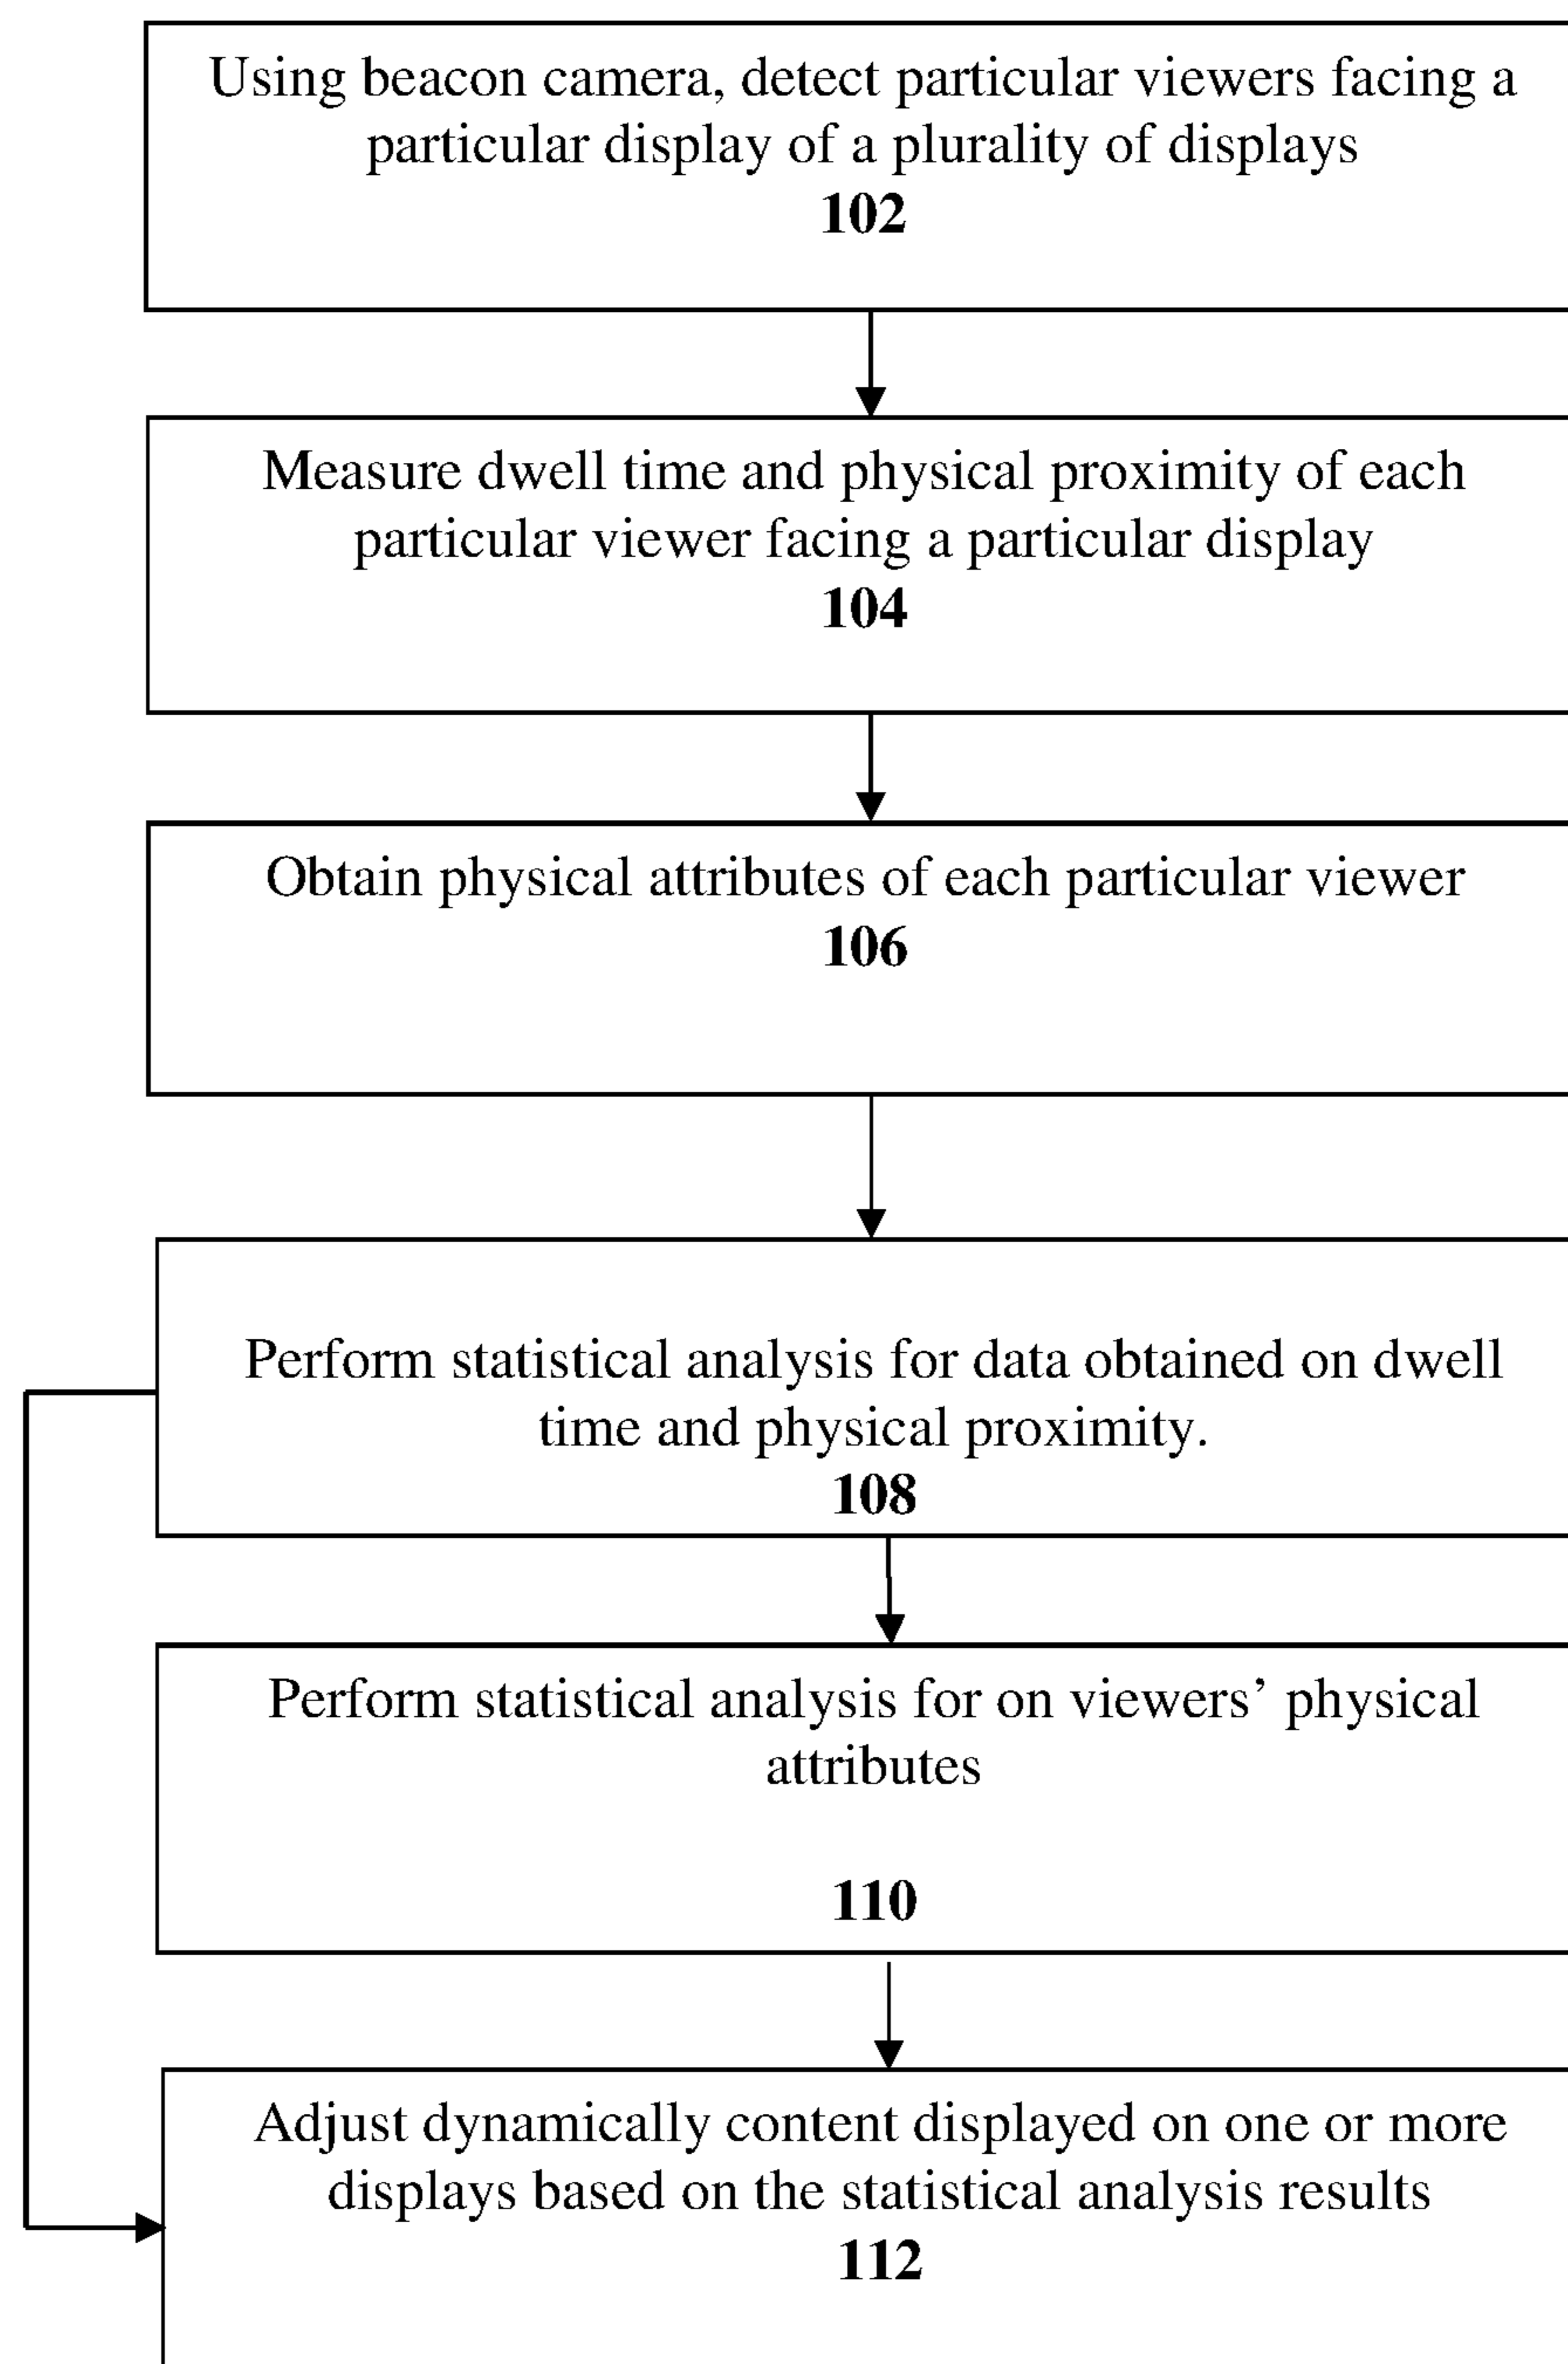 Using beacon camera, detect particular viewers facing a
particular display of a plurality of displays
102
Measure dwell time and physical proximity of each
particular viewer facing a particular display
104
Obtain physical attributes of each particular viewer
106
Perform statistical analysis for data obtained on dwell
time and physical proximity.
108
Perform statistical analysis for on viewers’ physical
attributes
110
Adjust dynamically content displayed on one or more
displays based on the statistical analysis results
112